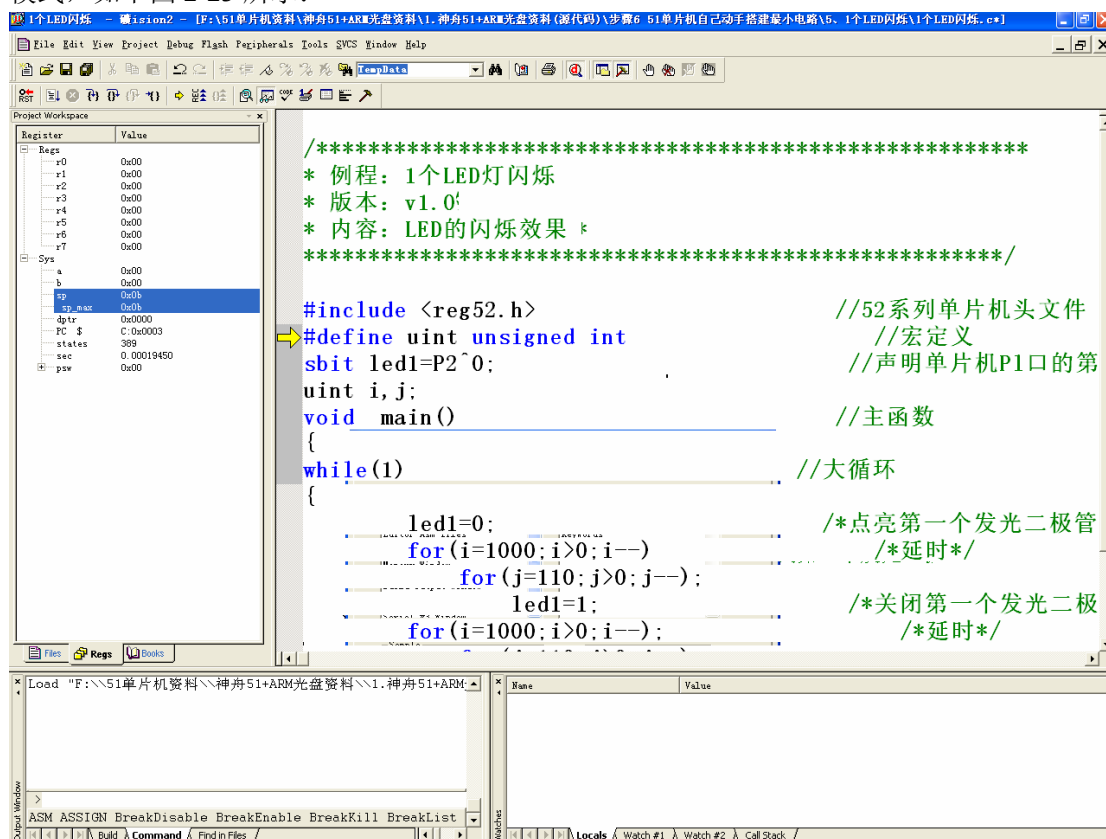 1个LED闪烁 - 礦ision2 - [F:\51单片机资料\神舟51+ARM光盘资料\1.神舟51+ARM光盘资料(源代码)\步骤6 51单片机自己动手搭建最小电路\5、1个LED闪烁\1个LED闪烁.c*]
File Edit View Project Debug Flash Peripherals Tools SVCS Window Help
TempData
Project Workspace
Register Value
Regs
r0 0x00
r1 0x00
r2 0x00
r3 0x00
r4 0x00
r5 0x00
r6 0x00
r7 0x00
Sys
a 0x00
b 0x00
sp 0x0b
sp_max 0x0b
dptr 0x0000
PC $ C:0x0003
states 389
sec 0.00019450
psw 0x00
Files Regs Books
/*******************************************************
* 例程: 1个LED灯闪烁
* 版本: v1.0
* 内容: LED的闪烁效果
******************************************************/
#include <reg52.h> //52系列单片机头文件
#define uint unsigned int //宏定义
sbit led1=P2^0; //声明单片机P1口的第
uint i,j;
void main() //主函数
{
while(1) //大循环
{
led1=0; /*点亮第一个发光二极管
for(i=1000;i>0;i--) /*延时*/
for(j=110;j>0;j--);
led1=1; /*关闭第一个发光二极
for(i=1000;i>0;i--); /*延时*/
Load "F:\\51单片机资料\\神舟51+ARM光盘资料\\1.神舟51+ARM
>
ASM ASSIGN BreakDisable BreakEnable BreakKill BreakList
Output Window
Build Command Find in Files
Name Value
Watches
Locals Watch #1 Watch #2 Call Stack